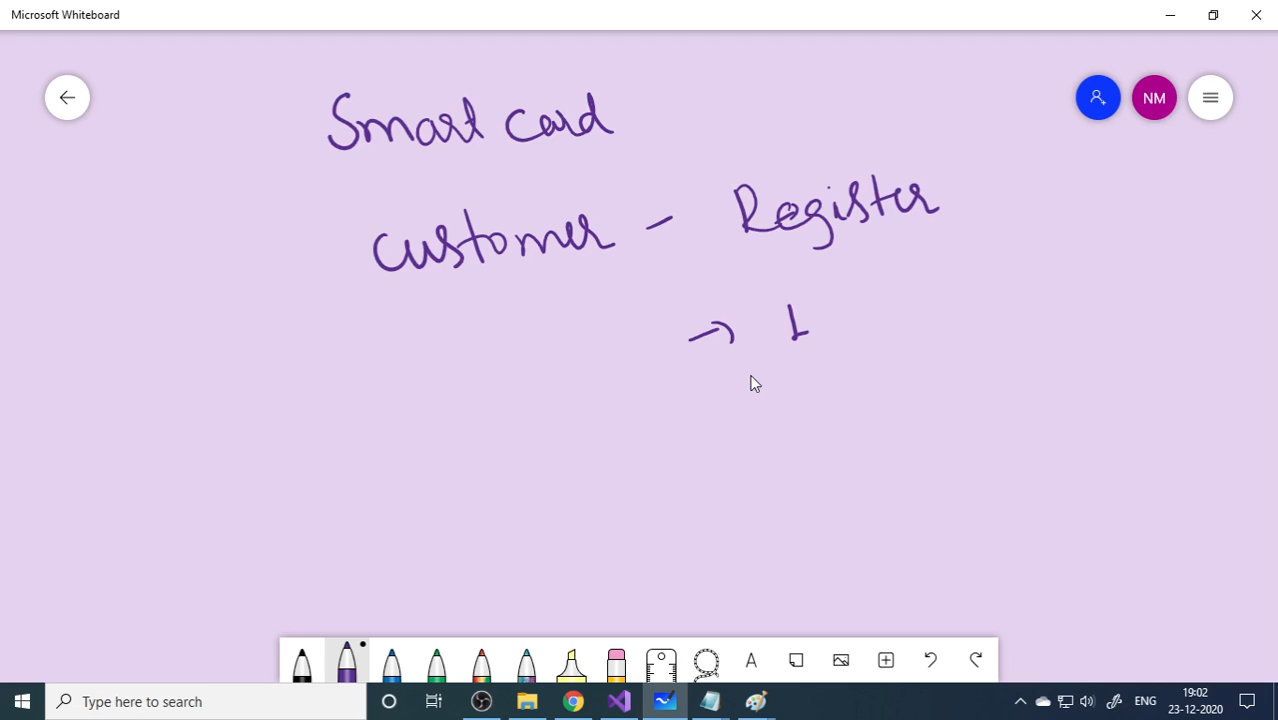 Microsoft Whiteboard
NM
Smart card
customer - Register
→ L
A
Type here to search
ENG
19:02
23-12-2020